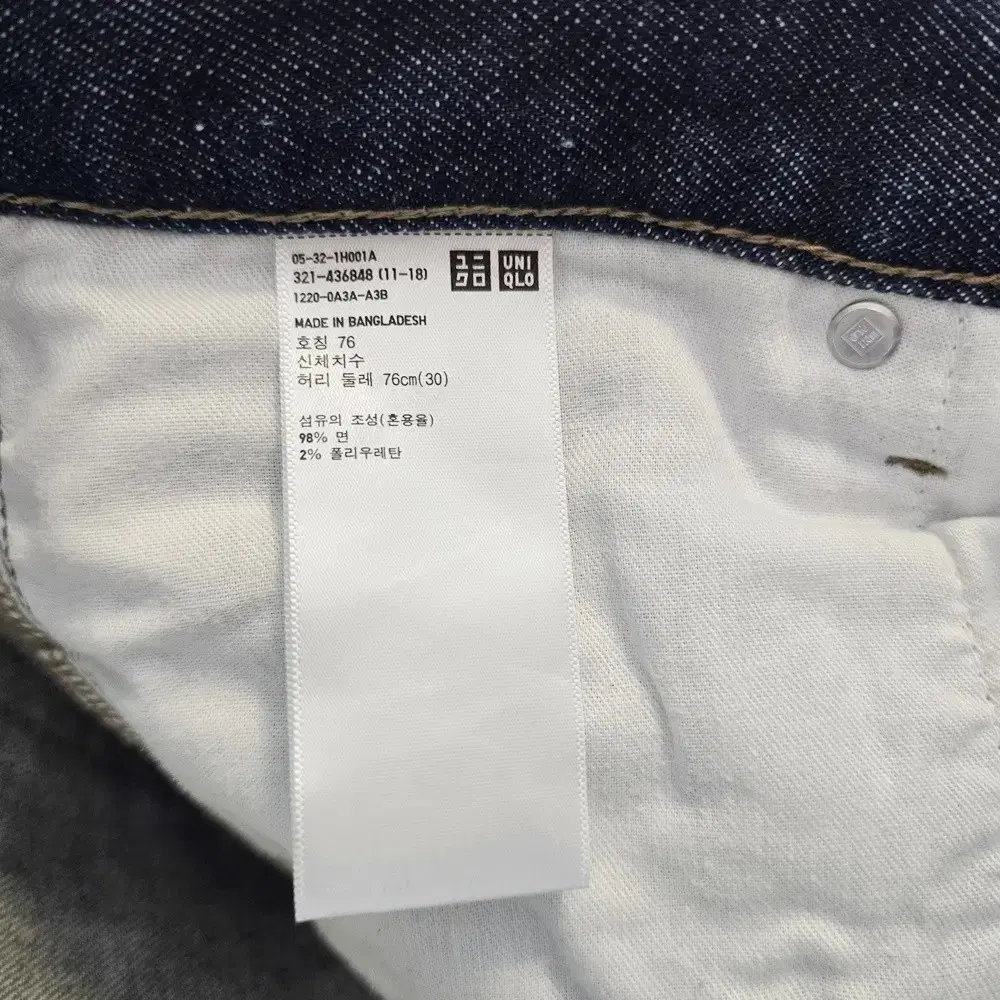 05-32-1H001A
321-436848 (11-18)
1220-0A3A-A3B
ユニ
クロ
UNI
QLO
MADE IN BANGLADESH
호칭 76
신체치수
허리 둘레 76cm(30)
섬유의 조성(혼용율)
98% 면
2% 폴리우레탄